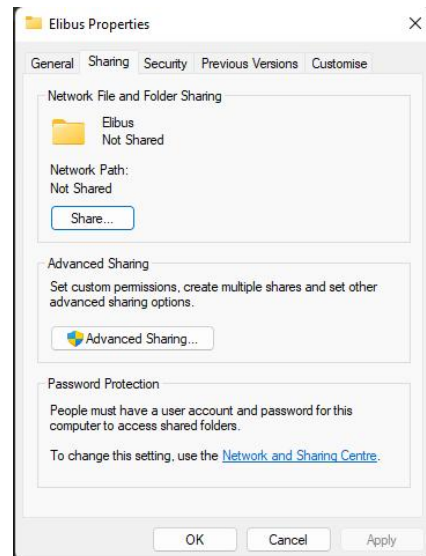 Elibus Properties
General Sharing Security Previous Versions Customise
Network File and Folder Sharing
Elibus
Not Shared
Network Path:
Not Shared
Share...
Advanced Sharing
Set custom permissions, create multiple shares and set other
advanced sharing options.
Advanced Sharing...
Password Protection
People must have a user account and password for this
computer to access shared folders.
To change this setting, use the Network and Sharing Centre.
OK Cancel Apply